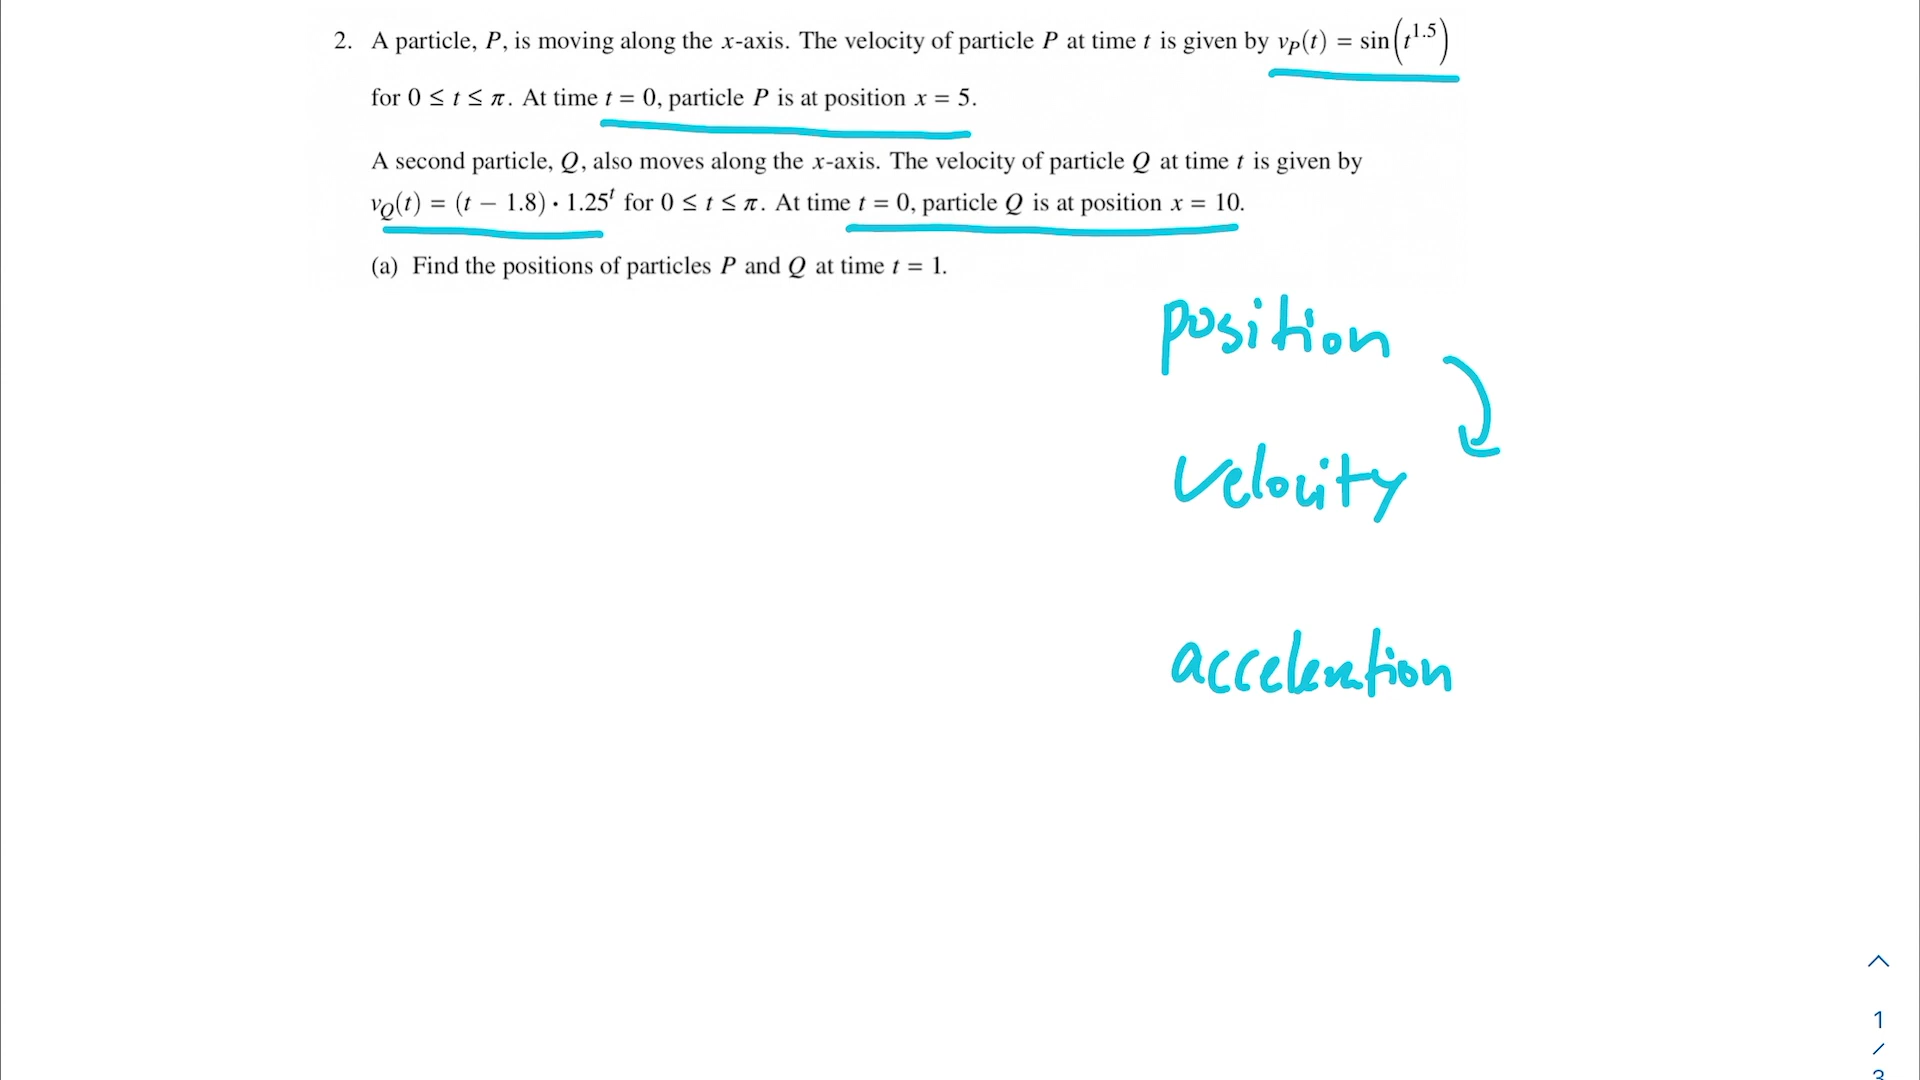 2. A particle, P, is moving along the x-axis. The velocity of particle P at time t is given by v_P(t) = sin(t^1.5)
for 0 ≤ t ≤ π. At time t = 0, particle P is at position x = 5.
A second particle, Q, also moves along the x-axis. The velocity of particle Q at time t is given by
v_Q(t) = (t − 1.8) · 1.25^t for 0 ≤ t ≤ π. At time t = 0, particle Q is at position x = 10.
(a) Find the positions of particles P and Q at time t = 1.
position
velocity
acceleration
1
/
3